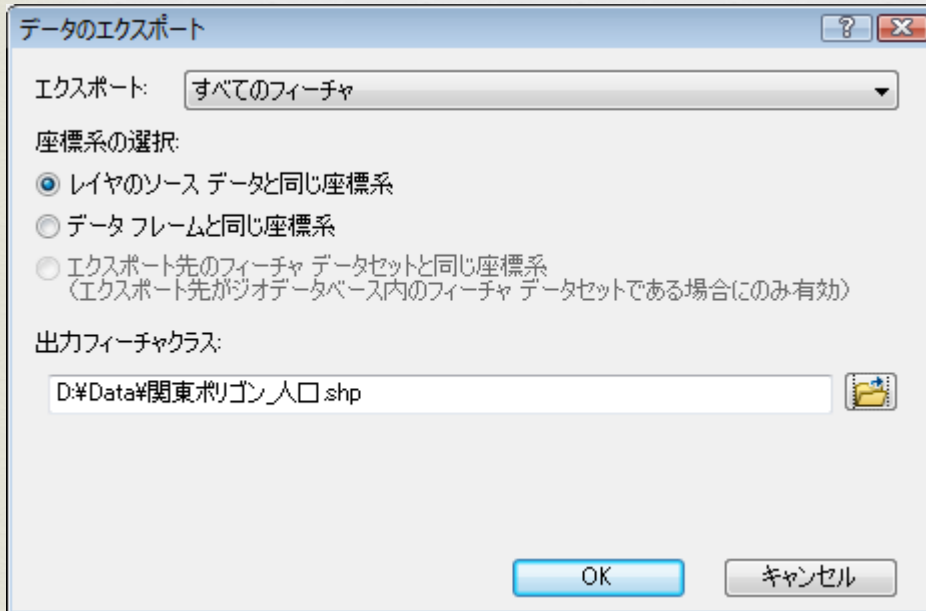 データのエクスポート
エクスポート: すべてのフィーチャ
座標系の選択:
レイヤのソース データと同じ座標系
データ フレームと同じ座標系
エクスポート先のフィーチャ データセットと同じ座標系
(エクスポート先がジオデータベース内のフィーチャ データセットである場合にのみ有効)
出力フィーチャクラス:
D:¥Data¥関東ポリゴン_人口.shp
OK キャンセル